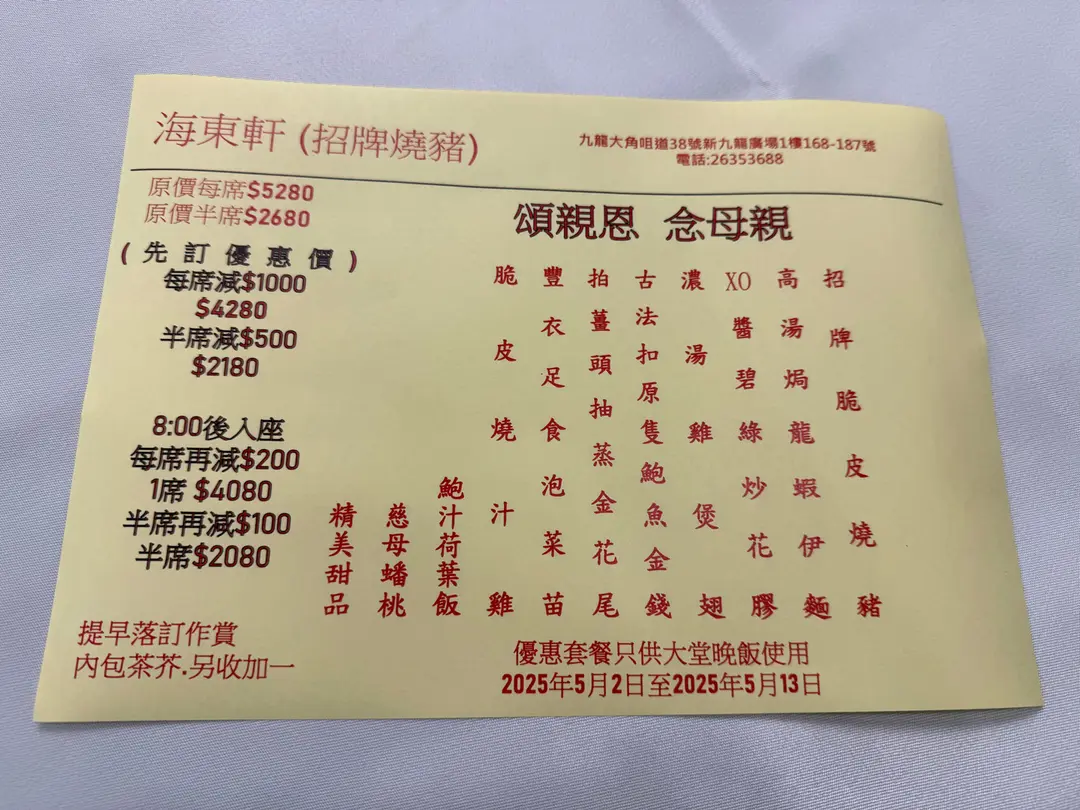 海東軒 (招牌燒豬)
九龍大角咀道38號新九龍廣場1樓168-187號
電話:26353688
原價每席$5280
原價半席$2680
(先訂優惠價)
每席減$1000
$4280
半席減$500
$2180
8:00後入座
每席再減$200
1席 $4080
半席再減$100
半席$2080
提早落訂作賞
內包茶芥.另收加一
頌親恩 念母親
招牌脆皮燒豬
高湯焗龍蝦伊麵
XO醬碧綠炒花膠
濃湯雞煲翅
古法扣原隻鮑魚金錢
拍薑頭抽蒸金花尾
豐衣足食泡菜苗
脆皮燒汁雞
鮑汁荷葉飯
慈母蟠桃
精美甜品
優惠套餐只供大堂晚飯使用
2025年5月2日至2025年5月13日